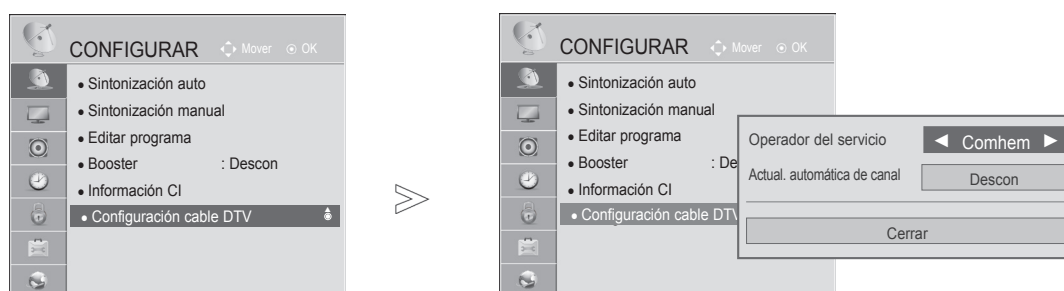 CONFIGURAR Mover OK
• Sintonización auto
• Sintonización manual
• Editar programa
• Booster : Descon
• Información CI
• Configuración cable DTV
CONFIGURAR Mover OK
• Sintonización auto
• Sintonización manual
• Editar programa
• Booster : De
• Información CI
• Configuración cable DTV
Operador del servicio ◄ Comhem ►
Actual. automática de canal Descon
Cerrar